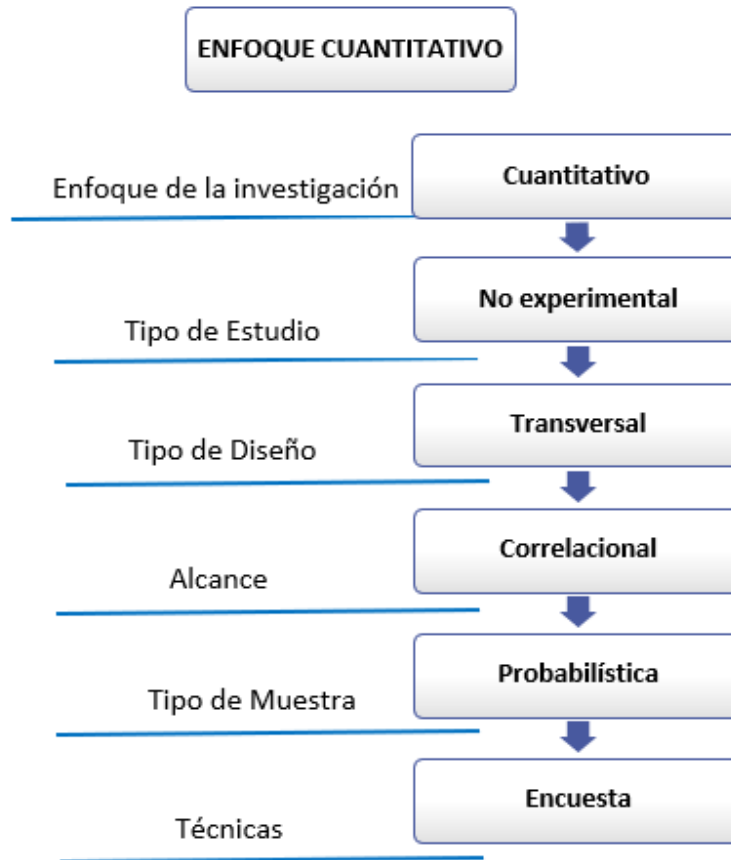 ENFOQUE CUANTITATIVO
Enfoque de la investigación
Cuantitativo
Tipo de Estudio
No experimental
Tipo de Diseño
Transversal
Alcance
Correlacional
Tipo de Muestra
Probabilística
Técnicas
Encuesta